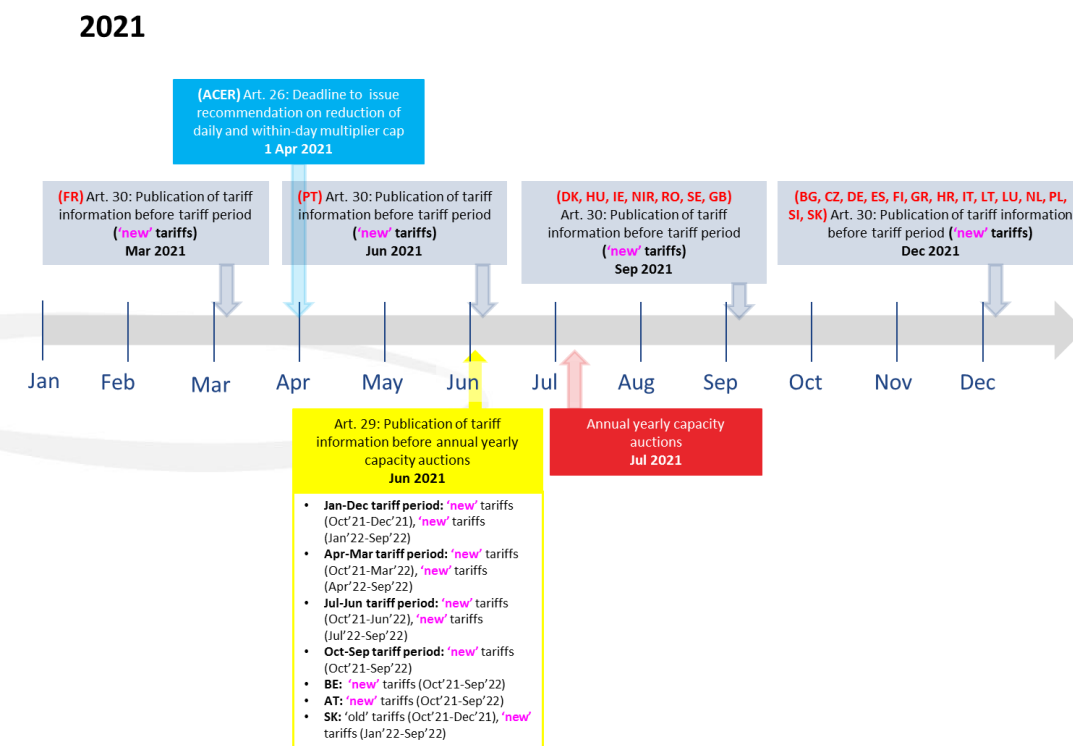 2021
(ACER) Art. 26: Deadline to issue
recommendation on reduction of
daily and within-day multiplier cap
1 Apr 2021
(FR) Art. 30: Publication of tariff
information before tariff period
('new' tariffs)
Mar 2021
(PT) Art. 30: Publication of tariff
information before tariff period
('new' tariffs)
Jun 2021
(DK, HU, IE, NIR, RO, SE, GB)
Art. 30: Publication of tariff
information before tariff period
('new' tariffs)
Sep 2021
(BG, CZ, DE, ES, FI, GR, HR, IT, LT, LU, NL, PL,
SI, SK) Art. 30: Publication of tariff information
before tariff period ('new' tariffs)
Dec 2021
Jan Feb Mar Apr May Jun Jul Aug Sep Oct Nov Dec
Art. 29: Publication of tariff
information before annual yearly
capacity auctions
Jun 2021
Annual yearly capacity
auctions
Jul 2021
• Jan-Dec tariff period: 'new' tariffs
(Oct'21-Dec'21), 'new' tariffs
(Jan'22-Sep'22)
• Apr-Mar tariff period: 'new' tariffs
(Oct'21-Mar'22), 'new' tariffs
(Apr'22-Sep'22)
• Jul-Jun tariff period: 'new' tariffs
(Oct'21-Jun'22), 'new' tariffs
(Jul'22-Sep'22)
• Oct-Sep tariff period: 'new' tariffs
(Oct'21-Sep'22)
• BE: 'new' tariffs (Oct'21-Sep'22)
• AT: 'new' tariffs (Oct'21-Sep'22)
• SK: 'old' tariffs (Oct'21-Dec'21), 'new'
tariffs (Jan'22-Sep'22)